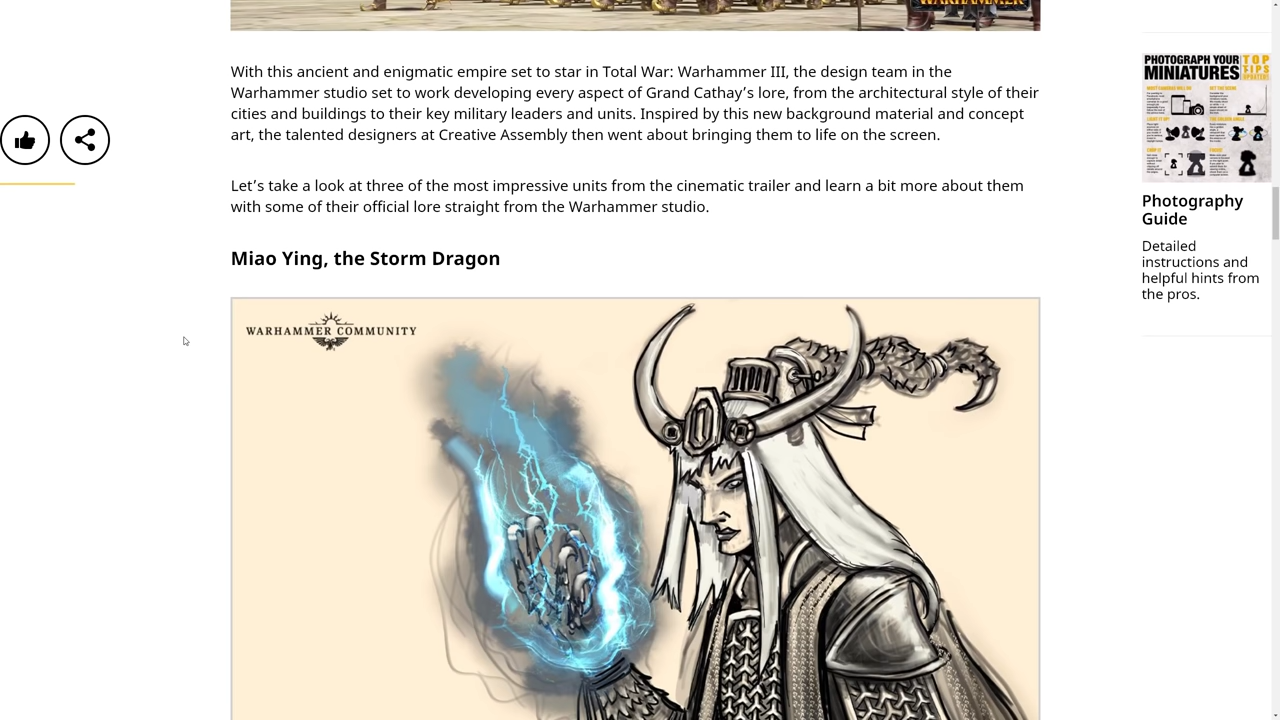 WARHAMMER
With this ancient and enigmatic empire set to star in Total War: Warhammer III, the design team in the
Warhammer studio set to work developing every aspect of Grand Cathay’s lore, from the architectural style of their
cities and buildings to their key military leaders and units. Inspired by this new background material and concept
art, the talented designers at Creative Assembly then went about bringing them to life on the screen.
Let’s take a look at three of the most impressive units from the cinematic trailer and learn a bit more about them
with some of their official lore straight from the Warhammer studio.
Miao Ying, the Storm Dragon
WARHAMMER COMMUNITY
PHOTOGRAPH YOUR
MINIATURES
TOP
TIPS
Photography
Guide
Detailed
instructions and
helpful hints from
the pros.